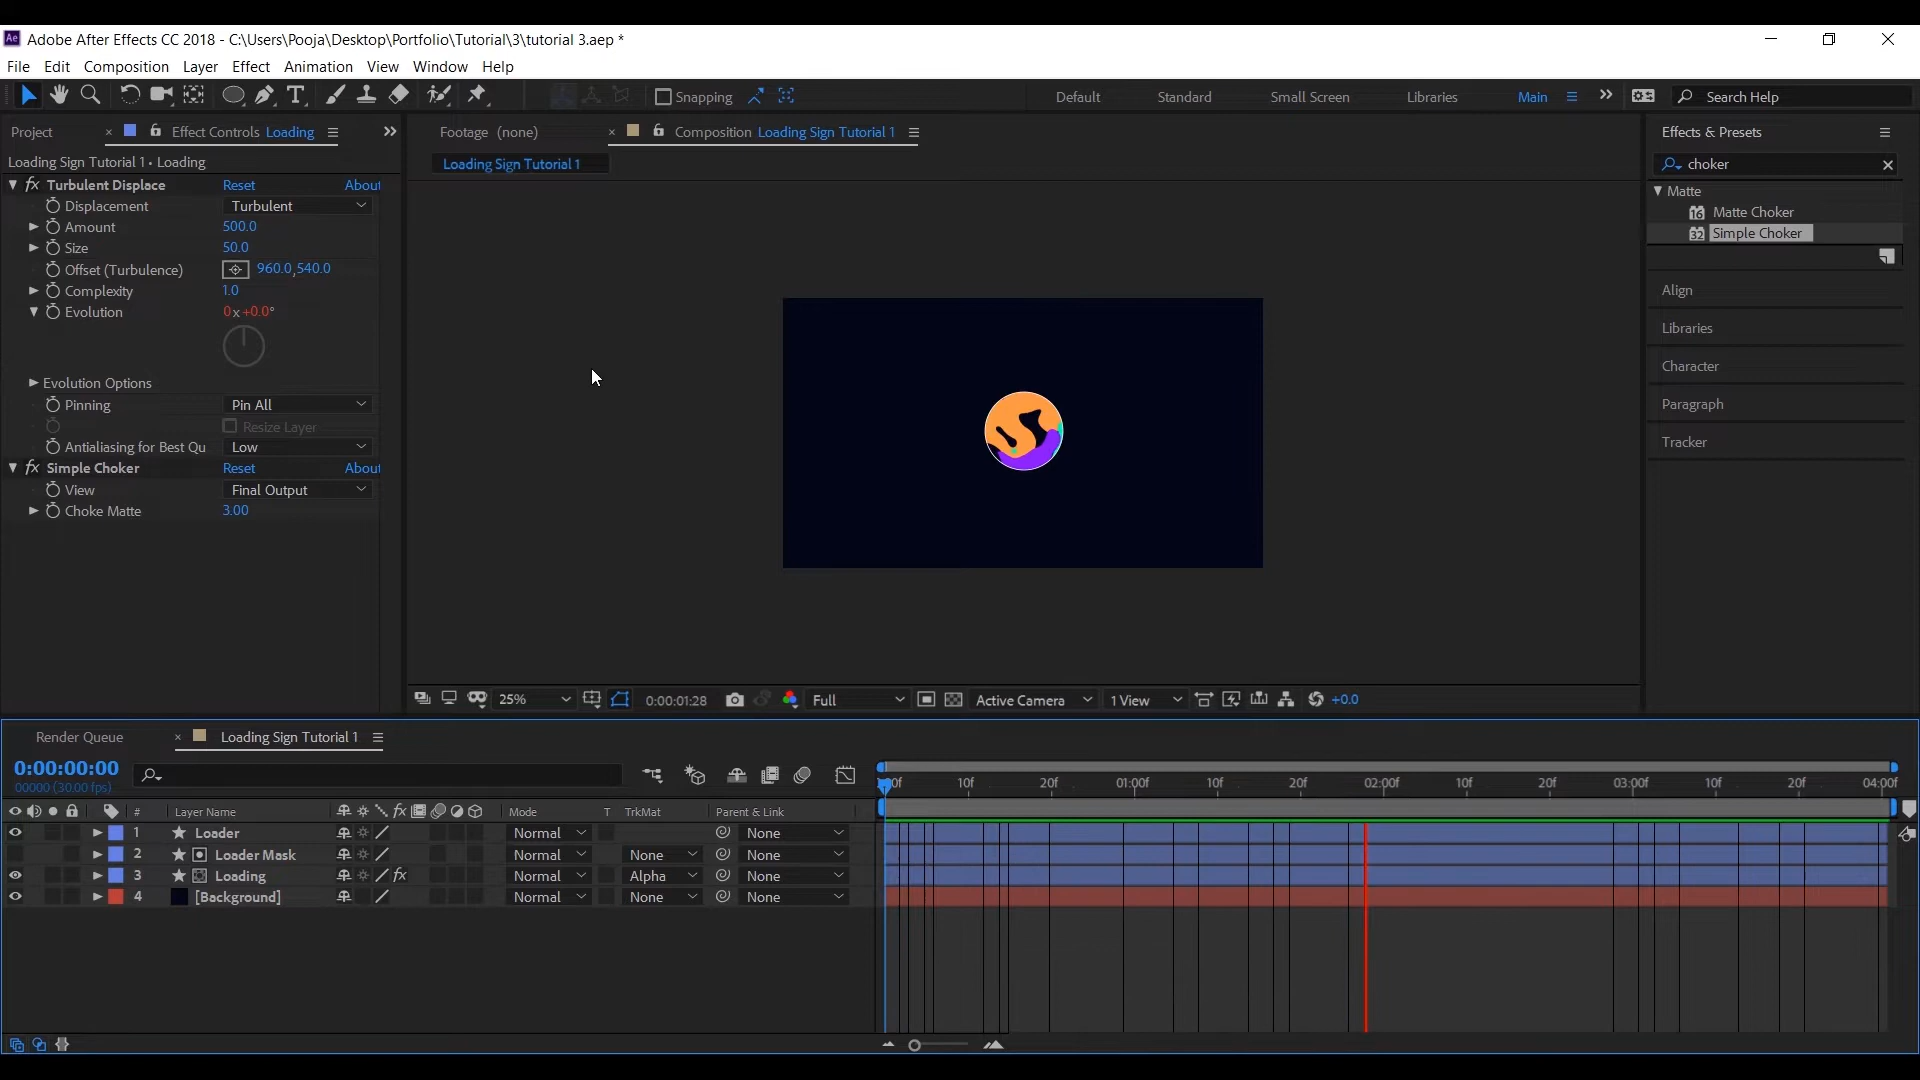 Ae Adobe After Effects CC 2018 - C:\Users\Pooja\Desktop\Portfolio\Tutorial\3\tutorial 3.aep *
File Edit Composition Layer Effect Animation View Window Help
Snapping Default Standard Small Screen Libraries Main Search Help
Project Effect Controls Loading
Footage (none) Composition Loading Sign Tutorial 1
Effects & Presets
Loading Sign Tutorial 1 • Loading
Loading Sign Tutorial 1
choker
fx Turbulent Displace Reset About
Displacement Turbulent
Amount 500.0
Size 50.0
Offset (Turbulence) 960.0,540.0
Complexity 1.0
Evolution 0x+0.0°
Evolution Options
Pinning Pin All
Resize Layer
Antialiasing for Best Qu Low
fx Simple Choker Reset About
View Final Output
Choke Matte 3.00
Matte
16 Matte Choker
32 Simple Choker
Align
Libraries
Character
Paragraph
Tracker
25% 0:00:01:28 Full Active Camera 1 View +0.0
Render Queue Loading Sign Tutorial 1
0:00:00:00
00000 (30.00 fps)
00f 10f 20f 01:00f 10f 20f 02:00f 10f 20f 03:00f 10f 20f 04:00f
# Layer Name fx Mode T TrkMat Parent & Link
1 Loader Normal None
2 Loader Mask Normal None None
3 Loading fx Normal Alpha None
4 [Background] Normal None None